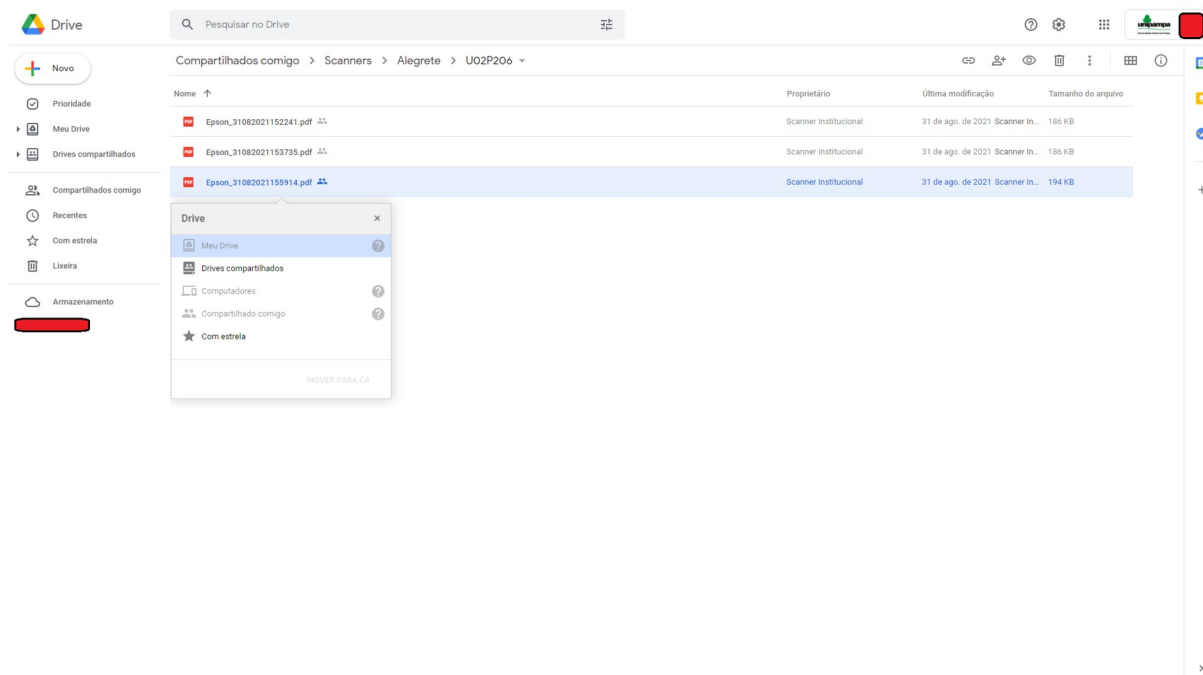 Drive
Pesquisar no Drive
unipampa
Novo
Compartilhados comigo > Scanners > Alegrete > U02P206
Nome Proprietário Última modificação Tamanho do arquivo
Prioridade
Meu Drive
Drives compartilhados
Compartilhados comigo
Recentes
Com estrela
Lixeira
Armazenamento
PDF Epson_31082021152241.pdf Scanner Institucional 31 de ago. de 2021 Scanner In... 186 KB
PDF Epson_31082021153735.pdf Scanner Institucional 31 de ago. de 2021 Scanner In... 186 KB
PDF Epson_31082021155914.pdf Scanner Institucional 31 de ago. de 2021 Scanner In... 194 KB
Drive
Meu Drive
Drives compartilhados
Computadores
Compartilhado comigo
Com estrela
MOVER PARA CÁ